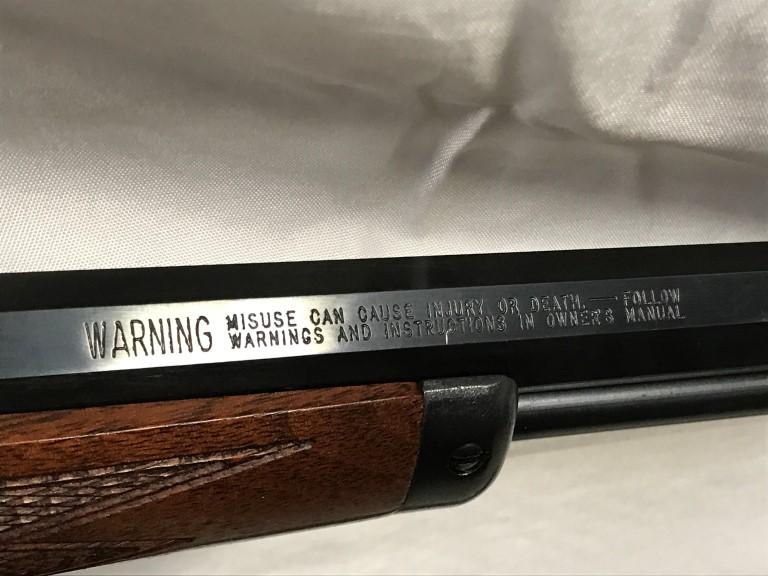 WARNING
MISUSE CAN CAUSE INJURY OR DEATH. — FOLLOW
WARNINGS AND INSTRUCTIONS IN OWNER'S MANUAL